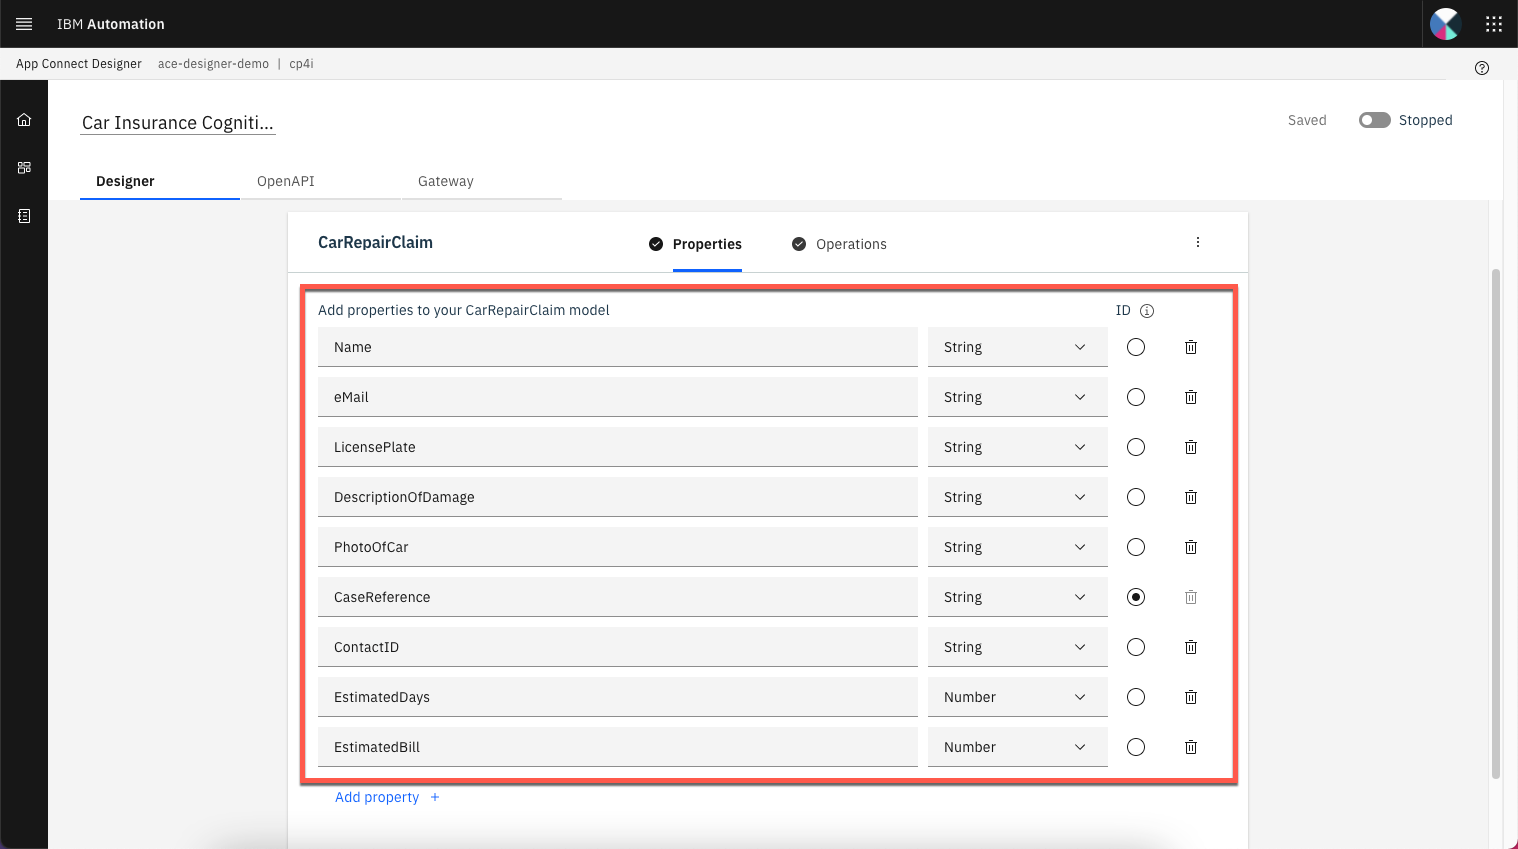 IBM Automation
App Connect Designer ace-designer-demo | cp4i
Car Insurance Cogniti...
Saved Stopped
Designer OpenAPI Gateway
CarRepairClaim Properties Operations
Add properties to your CarRepairClaim model ID
Name String
eMail String
LicensePlate String
DescriptionOfDamage String
PhotoOfCar String
CaseReference String
ContactID String
EstimatedDays Number
EstimatedBill Number
Add property +